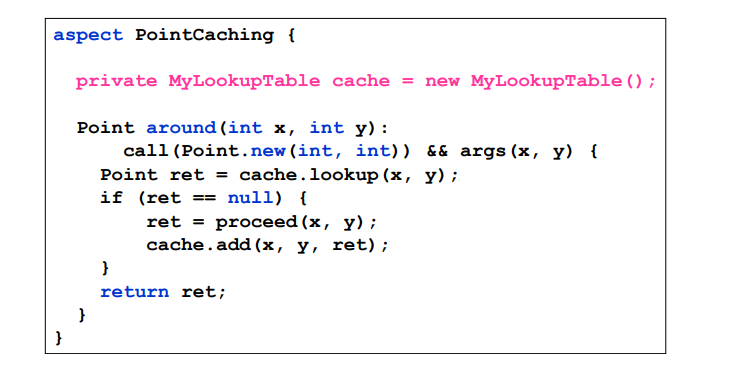 aspect PointCaching {
private MyLookupTable cache = new MyLookupTable();
Point around(int x, int y):
call(Point.new(int, int)) && args(x, y) {
Point ret = cache.lookup(x, y);
if (ret == null) {
ret = proceed(x, y);
cache.add(x, y, ret);
}
return ret;
}
}